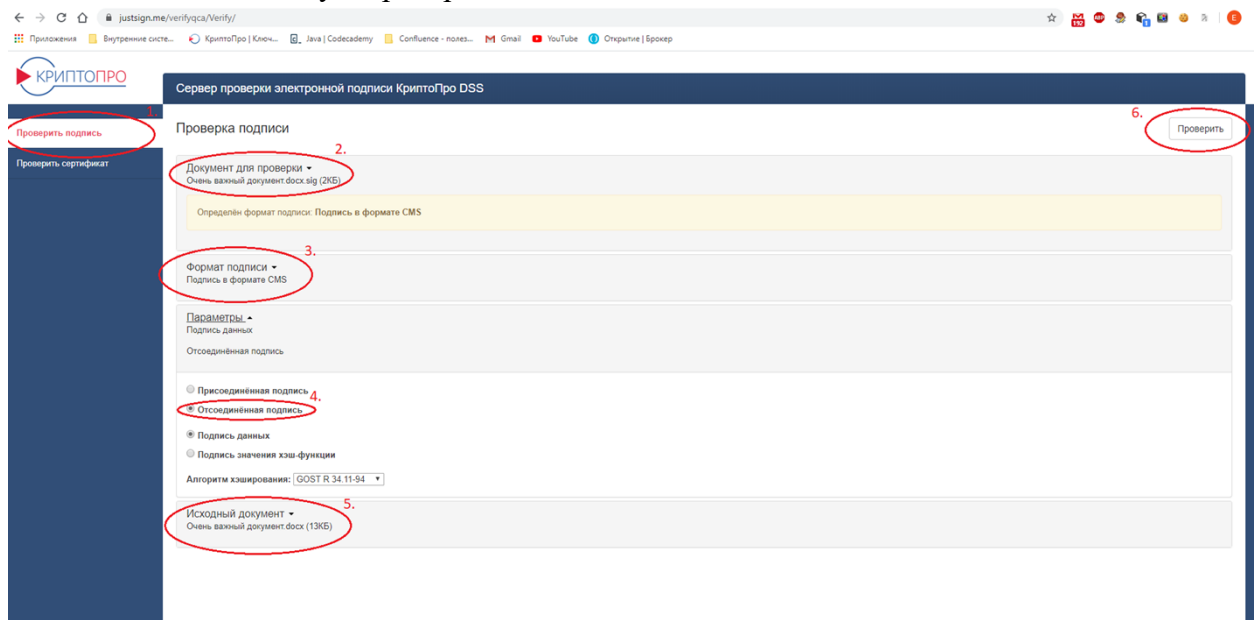 justsign.me/verifyqca/Verify/
Приложения Внутренние систе... КриптоПро | Ключ... Java | Codecademy Confluence - полез... Gmail YouTube Открытие | Брокер
КРИПТОПРО
Сервер проверки электронной подписи КриптоПро DSS
1.
Проверить подпись
Проверить сертификат
Проверка подписи
6.
Проверить
2.
Документ для проверки
Очень важный документ.docx.sig (2КБ)
Определён формат подписи: Подпись в формате CMS
3.
Формат подписи
Подпись в формате CMS
Параметры
Подпись данных
Отсоединённая подпись
Присоединённая подпись
4.
Отсоединённая подпись
Подпись данных
Подпись значения хэш-функции
Алгоритм хэширования: GOST R 34.11-94
5.
Исходный документ
Очень важный документ.docx (13КБ)